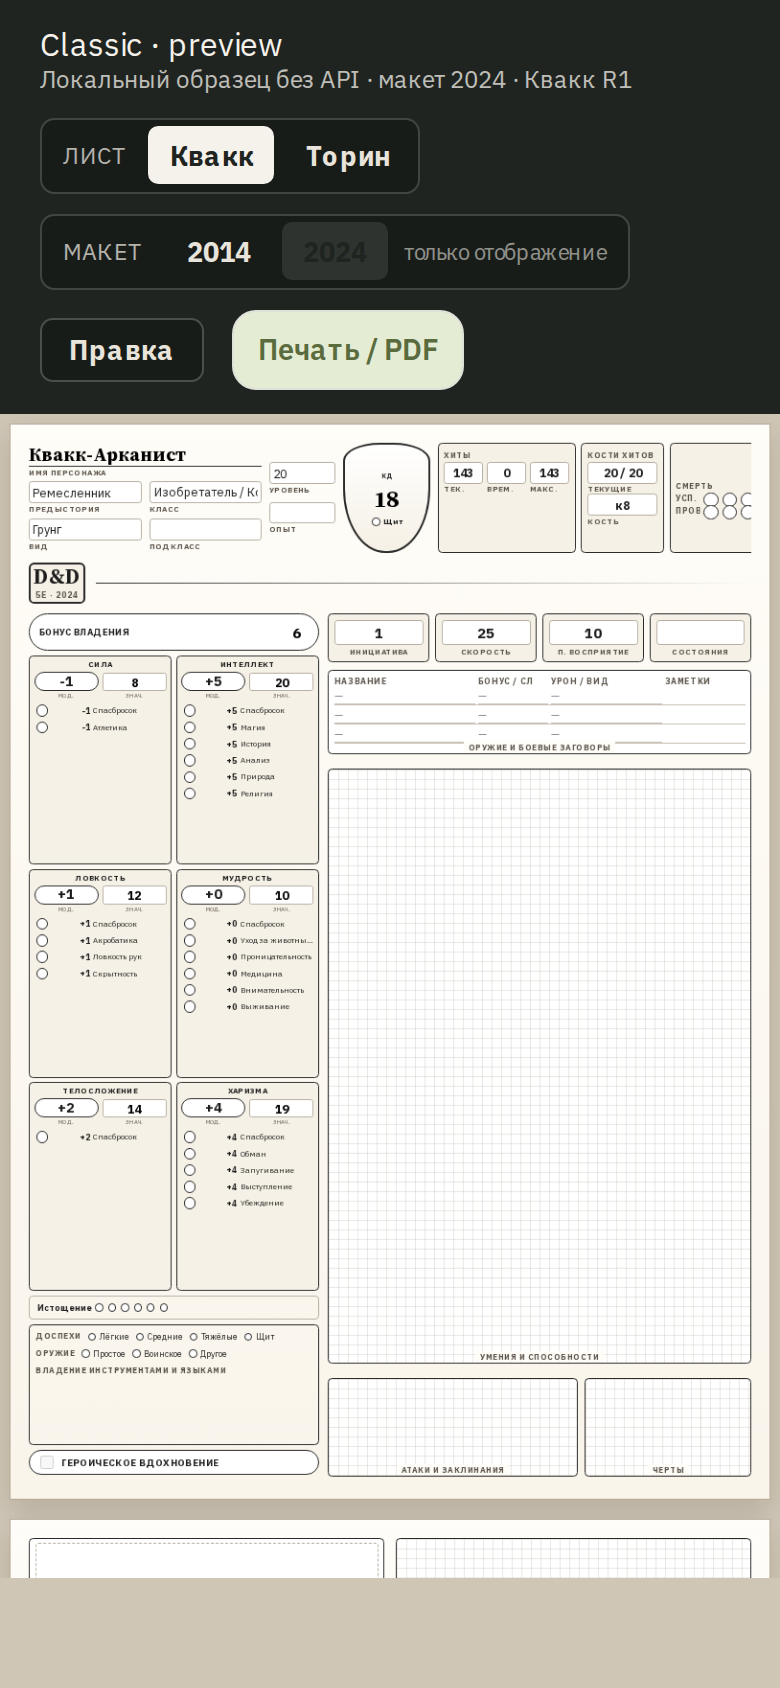 Classic · preview
Локальный образец без API · макет 2024 · Квакк R1
ЛИСТ Квакк Торин
МАКЕТ 2014 2024 только отображение
Правка Печать / PDF
Квакк-Арканист
ИМЯ ПЕРСОНАЖА
Ремесленник Изобретатель / Кс
ПРЕДЫСТОРИЯ КЛАСС
Грунг
ВИД ПОДКЛАСС
20
УРОВЕНЬ
ОПЫТ
КД
18
Щит
ХИТЫ
143 0 143
ТЕК. ВРЕМ. МАКС.
КОСТИ ХИТОВ
20 / 20
ТЕКУЩИЕ
к8
КОСТЬ
СМЕРТЬ
УСП.
ПРОВ
D&D
5E · 2024
БОНУС ВЛАДЕНИЯ 6
СИЛА
-1 8
МОД. ЗНАЧ.
-1 Спасбросок
-1 Атлетика
ИНТЕЛЛЕКТ
+5 20
МОД. ЗНАЧ.
+5 Спасбросок
+5 Магия
+5 История
+5 Анализ
+5 Природа
+5 Религия
ЛОВКОСТЬ
+1 12
МОД. ЗНАЧ.
+1 Спасбросок
+1 Акробатика
+1 Ловкость рук
+1 Скрытность
МУДРОСТЬ
+0 10
МОД. ЗНАЧ.
+0 Спасбросок
+0 Уход за животны...
+0 Проницательность
+0 Медицина
+0 Внимательность
+0 Выживание
ТЕЛОСЛОЖЕНИЕ
+2 14
МОД. ЗНАЧ.
+2 Спасбросок
ХАРИЗМА
+4 19
МОД. ЗНАЧ.
+4 Спасбросок
+4 Обман
+4 Запугивание
+4 Выступление
+4 Убеждение
Истощение
ДОСПЕХИ Лёгкие Средние Тяжёлые Щит
ОРУЖИЕ Простое Воинское Другое
ВЛАДЕНИЕ ИНСТРУМЕНТАМИ И ЯЗЫКАМИ
ГЕРОИЧЕСКОЕ ВДОХНОВЕНИЕ
1 25 10
ИНИЦИАТИВА СКОРОСТЬ П. ВОСПРИЯТИЕ СОСТОЯНИЯ
НАЗВАНИЕ БОНУС / СЛ УРОН / ВИД ЗАМЕТКИ
— — —
— — —
— — —
ОРУЖИЕ И БОЕВЫЕ ЗАГОВОРЫ
УМЕНИЯ И СПОСОБНОСТИ
АТАКИ И ЗАКЛИНАНИЯ ЧЕРТЫ